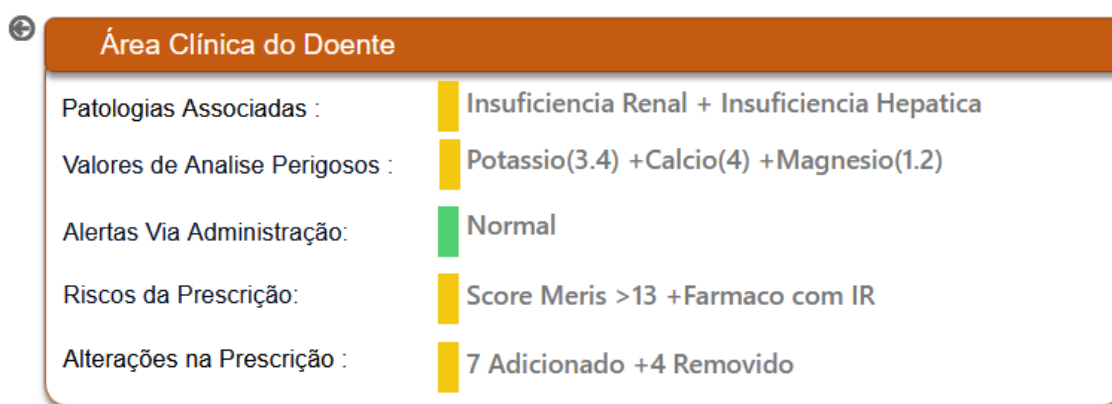 Área Clínica do Doente
Patologias Associadas : Insuficiencia Renal + Insuficiencia Hepatica
Valores de Analise Perigosos : Potassio(3.4) +Calcio(4) +Magnesio(1.2)
Alertas Via Administração: Normal
Riscos da Prescrição: Score Meris >13 +Farmaco com IR
Alterações na Prescrição : 7 Adicionado +4 Removido